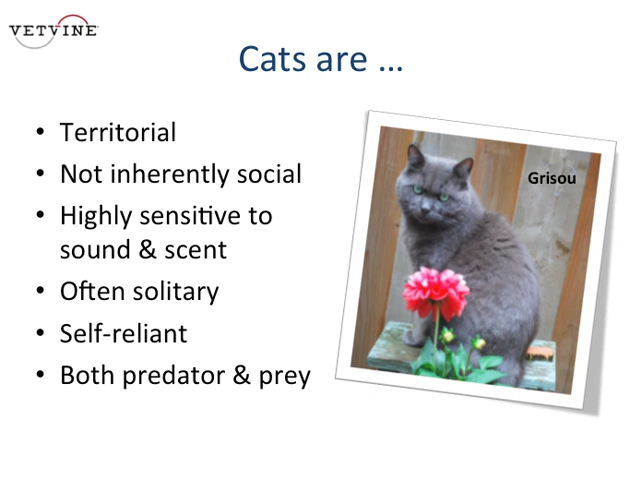 VETVINE
Cats are ...
• Territorial
• Not inherently social
• Highly sensitive to
sound & scent
• Often solitary
• Self-reliant
• Both predator & prey
Grisou